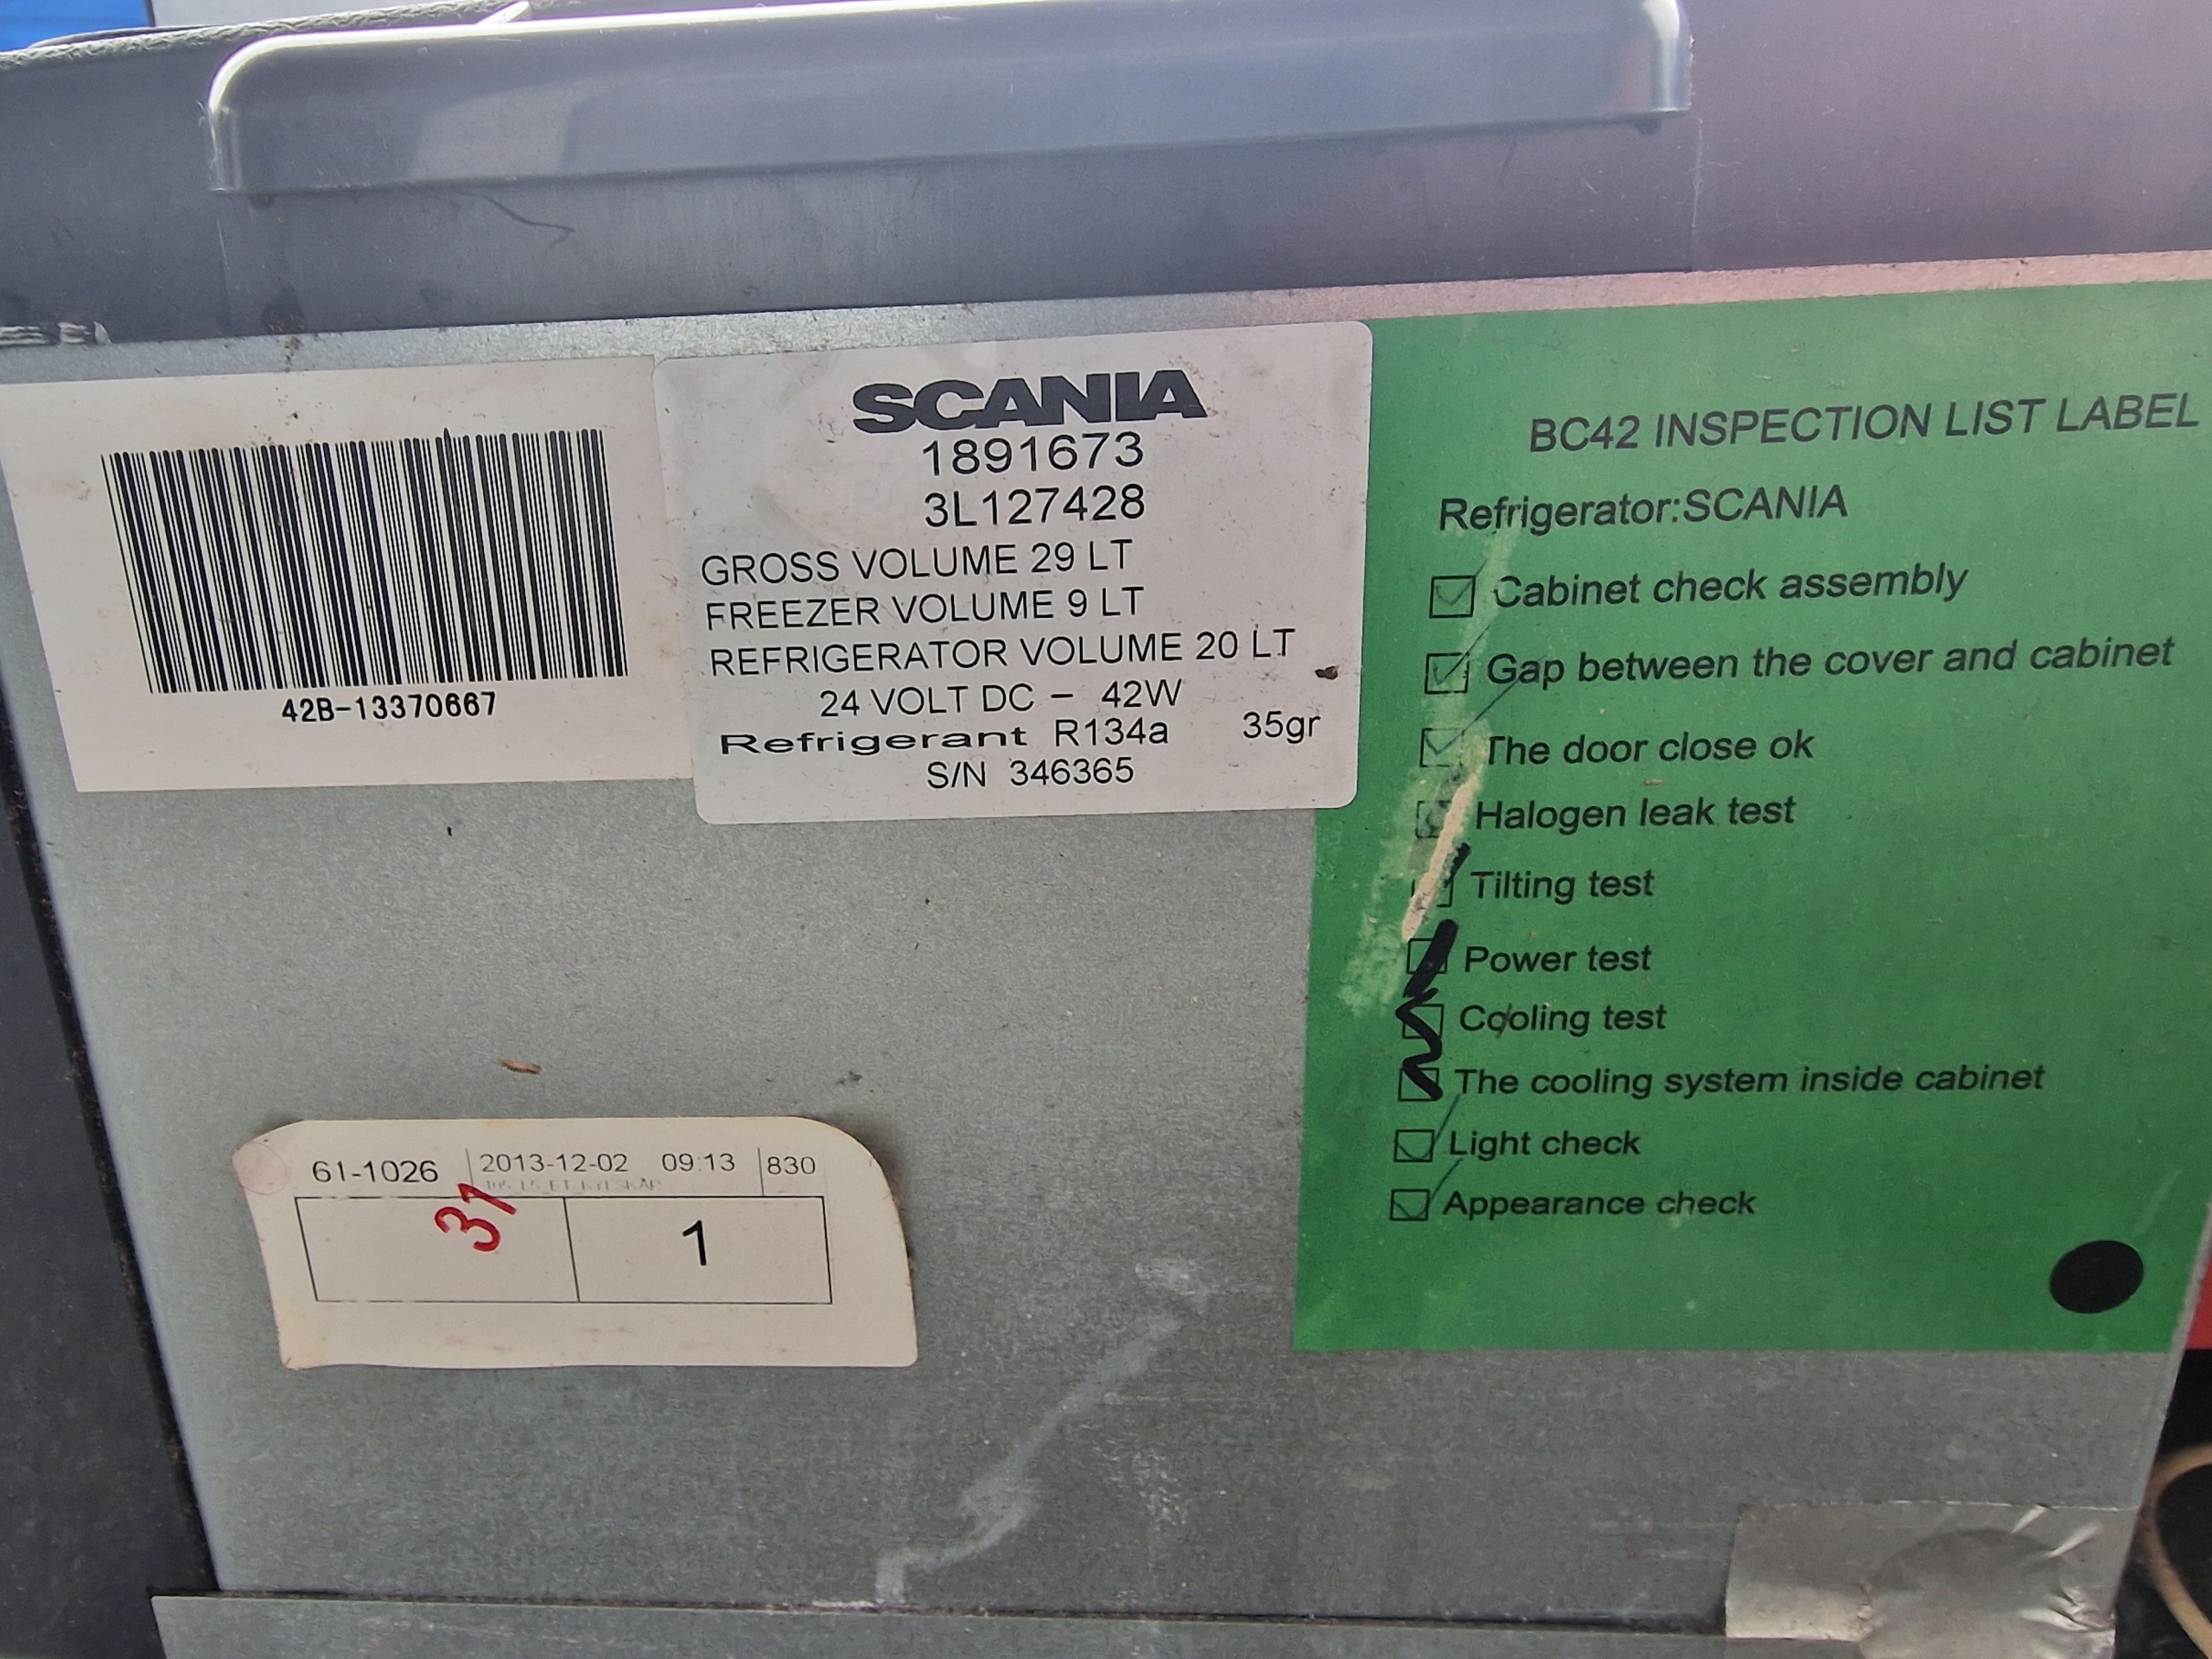 42B-13370667
SCANIA
1891673
3L127428
GROSS VOLUME 29 LT
FREEZER VOLUME 9 LT
REFRIGERATOR VOLUME 20 LT
24 VOLT DC – 42W
Refrigerant R134a 35gr
S/N 346365
BC42 INSPECTION LIST LABEL
Refrigerator:SCANIA
Cabinet check assembly
Gap between the cover and cabinet
The door close ok
Halogen leak test
Tilting test
Power test
Cooling test
The cooling system inside cabinet
Light check
Appearance check
61-1026 2013-12-02 09:13 830
37 1